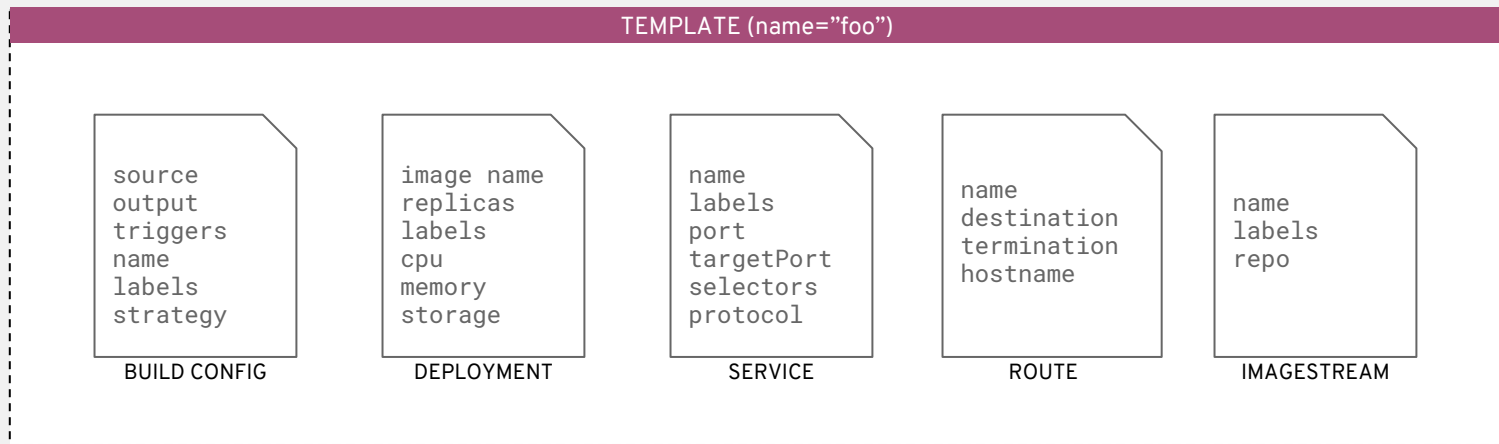 TEMPLATE (name=”foo”)
source
output
triggers
name
labels
strategy
BUILD CONFIG
image name
replicas
labels
cpu
memory
storage
DEPLOYMENT
name
labels
port
targetPort
selectors
protocol
SERVICE
name
destination
termination
hostname
ROUTE
name
labels
repo
IMAGESTREAM